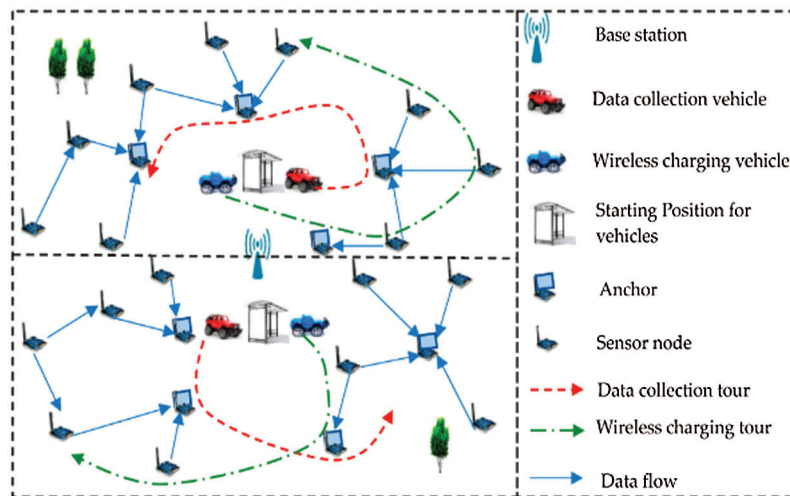 Base station
Data collection vehicle
Wireless charging vehicle
Starting Position for
vehicles
Anchor
Sensor node
Data collection tour
Wireless charging tour
Data flow